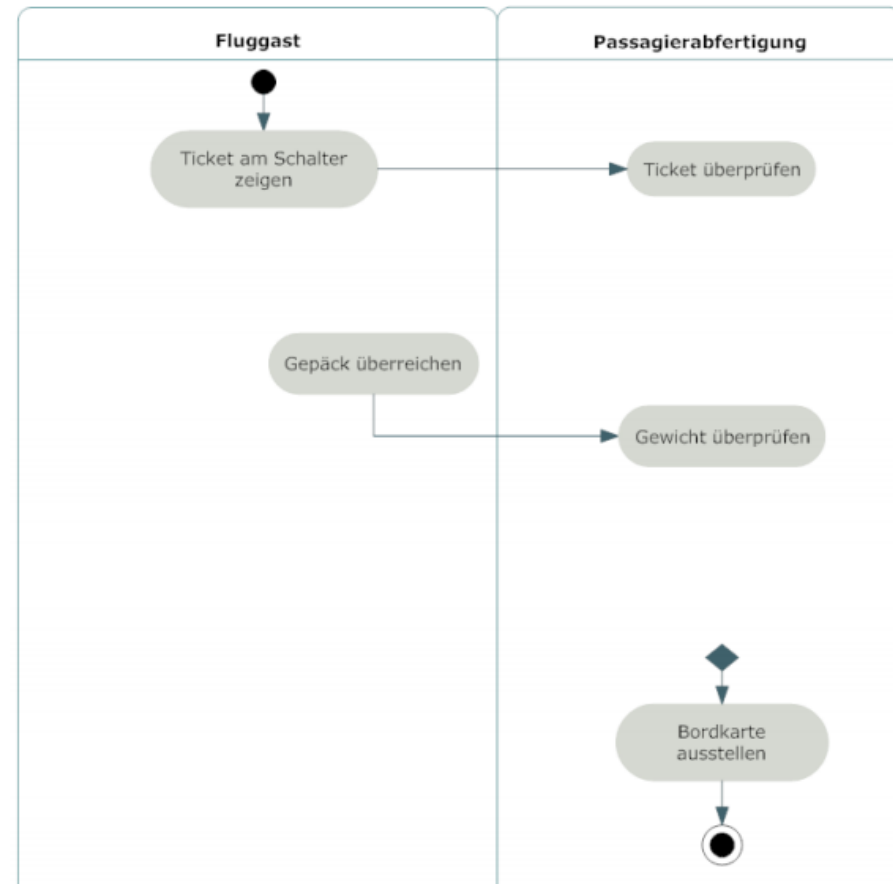 Fluggast
Passagierabfertigung
Ticket am Schalter
zeigen
Ticket überprüfen
Gepäck überreichen
Gewicht überprüfen
Bordkarte
ausstellen